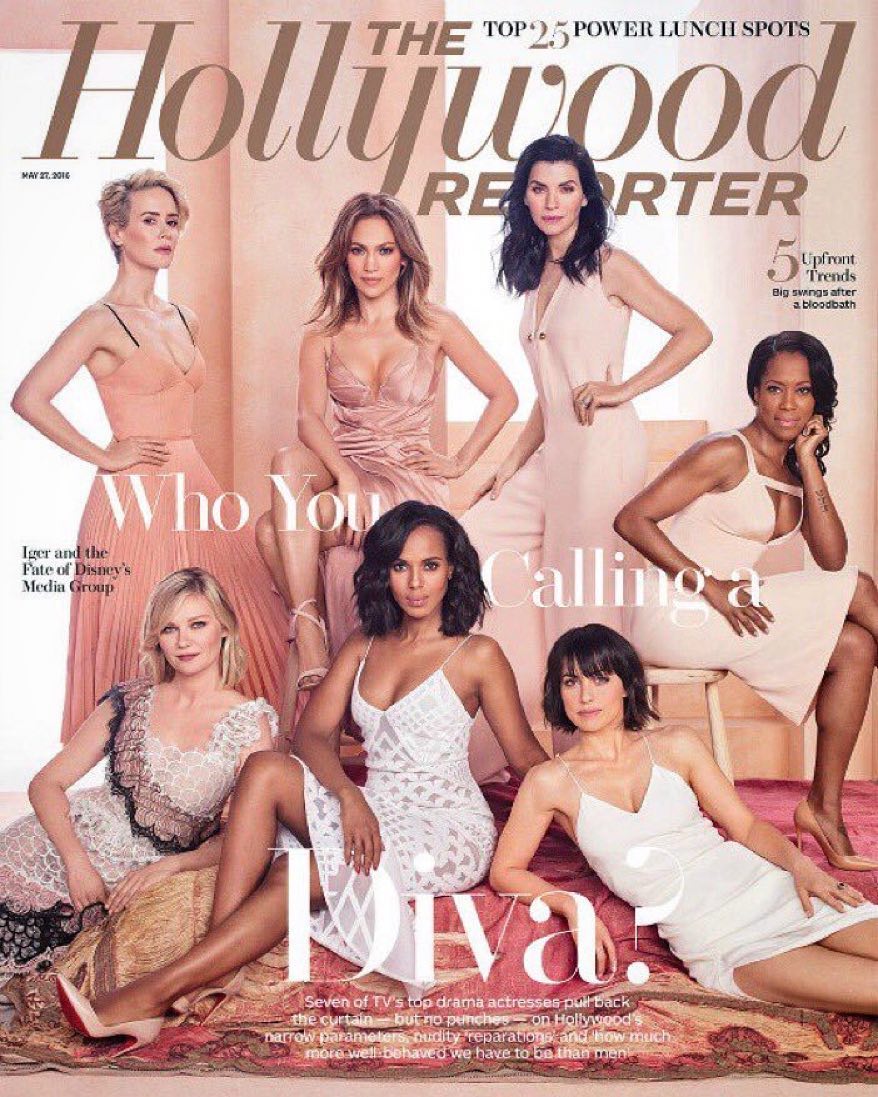 THE
TOP 25 POWER LUNCH SPOTS
Hollywood
REPORTER
MAY 27, 2016
5 Upfront
Trends
Big swings after
a bloodbath
Who You
Iger and the
Fate of Disney's
Media Group
Calling a
Diva?
Seven of TV's top drama actresses pull back
the curtain — but no punches — on Hollywood's
narrow parameters, nudity 'reparations' and 'how much
more well-behaved we have to be than men'